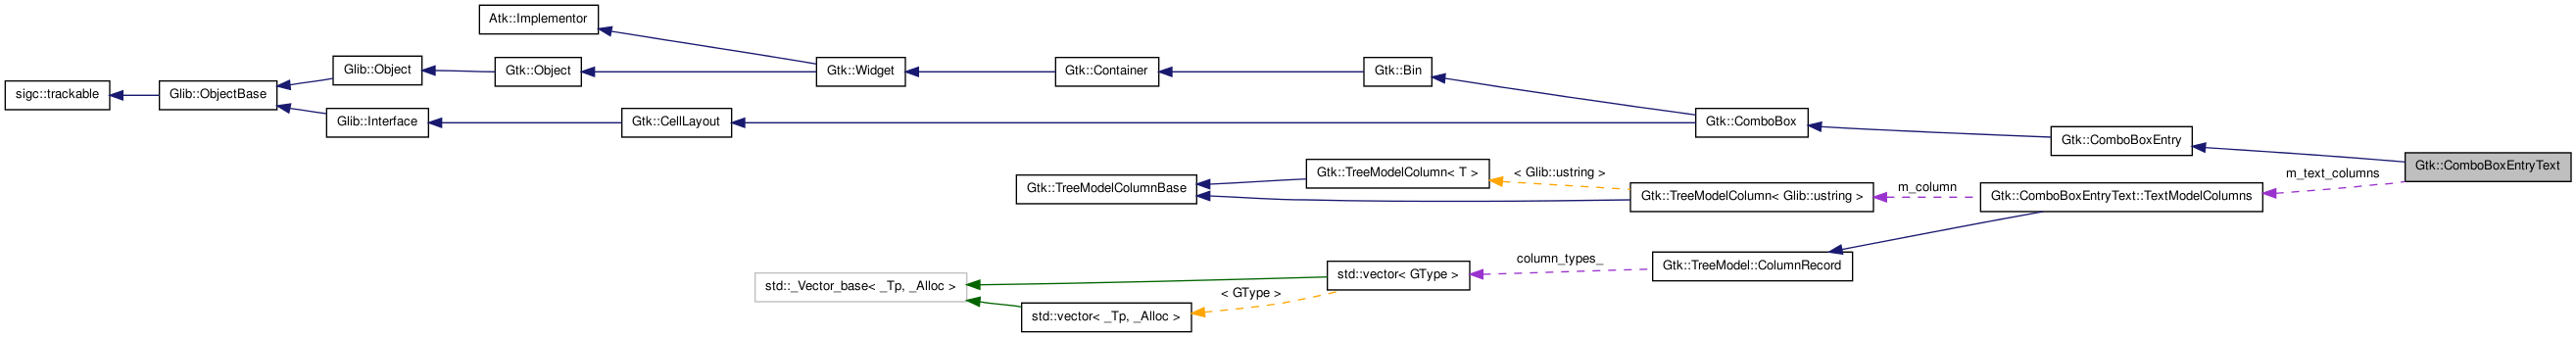 Atk::Implementor
Glib::Object
Gtk::Object
Gtk::Widget
Gtk::Container
Gtk::Bin
sigc::trackable
Glib::ObjectBase
Glib::Interface
Gtk::CellLayout
Gtk::ComboBox
Gtk::ComboBoxEntry
Gtk::ComboBoxEntryText
Gtk::TreeModelColumnBase
Gtk::TreeModelColumn< T >
< Glib::ustring >
Gtk::TreeModelColumn< Glib::ustring >
m_column
Gtk::ComboBoxEntryText::TextModelColumns
m_text_columns
std::_Vector_base< _Tp, _Alloc >
std::vector< GType >
column_types_
Gtk::TreeModel::ColumnRecord
< GType >
std::vector< _Tp, _Alloc >